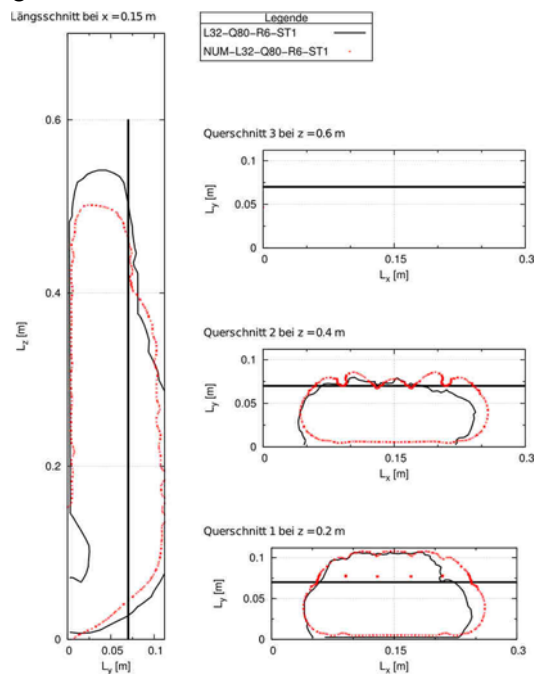 Längsschnitt bei x = 0.15 m
Legende
L32−Q80−R6−ST1
NUM−L32−Q80−R6−ST1
0.6
0.4
0.2
0
L_z [m]
0 0.05 0.1
L_y [m]
Querschnitt 3 bei z = 0.6 m
0.1
0.05
0
L_y [m]
0 0.15 0.3
L_x [m]
Querschnitt 2 bei z = 0.4 m
0.1
0.05
0
L_y [m]
0 0.15 0.3
L_x [m]
Querschnitt 1 bei z = 0.2 m
0.1
0.05
0
L_y [m]
0 0.15 0.3
L_x [m]